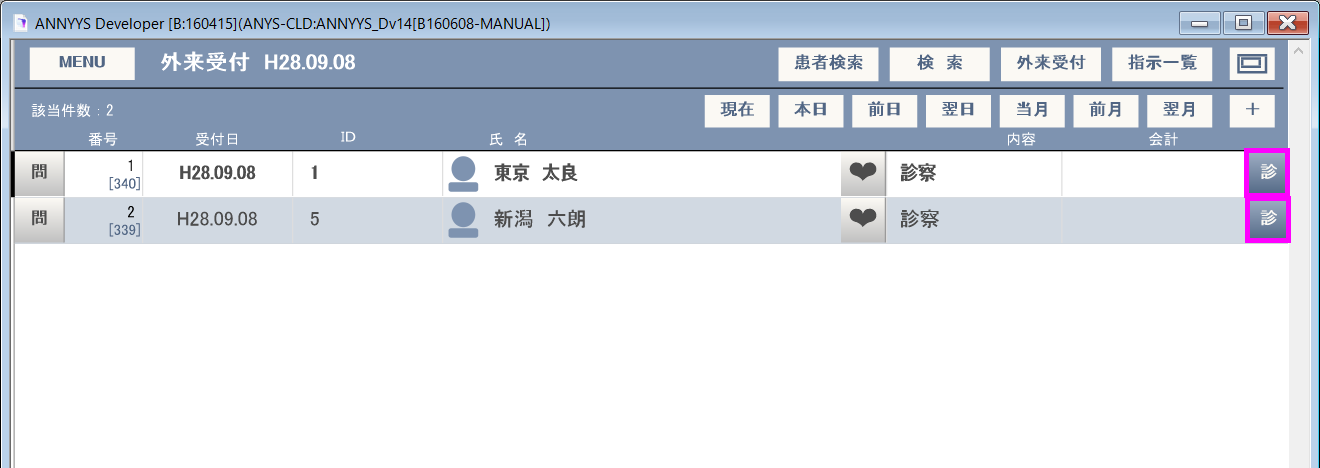 ANNYYS Developer [B:160415](ANYS-CLD:ANNYYS_Dv14[B160608-MANUAL])
MENU 外来受付 H28.09.08 患者検索 検 索 外来受付 指示一覧
該当件数：2 現在 本日 前日 翌日 当月 前月 翌月 ＋
番号 受付日 ID 氏 名 内容 会計
問 1 [340] H28.09.08 1 東京 太良 診察 診
問 2 [339] H28.09.08 5 新潟 六朗 診察 診